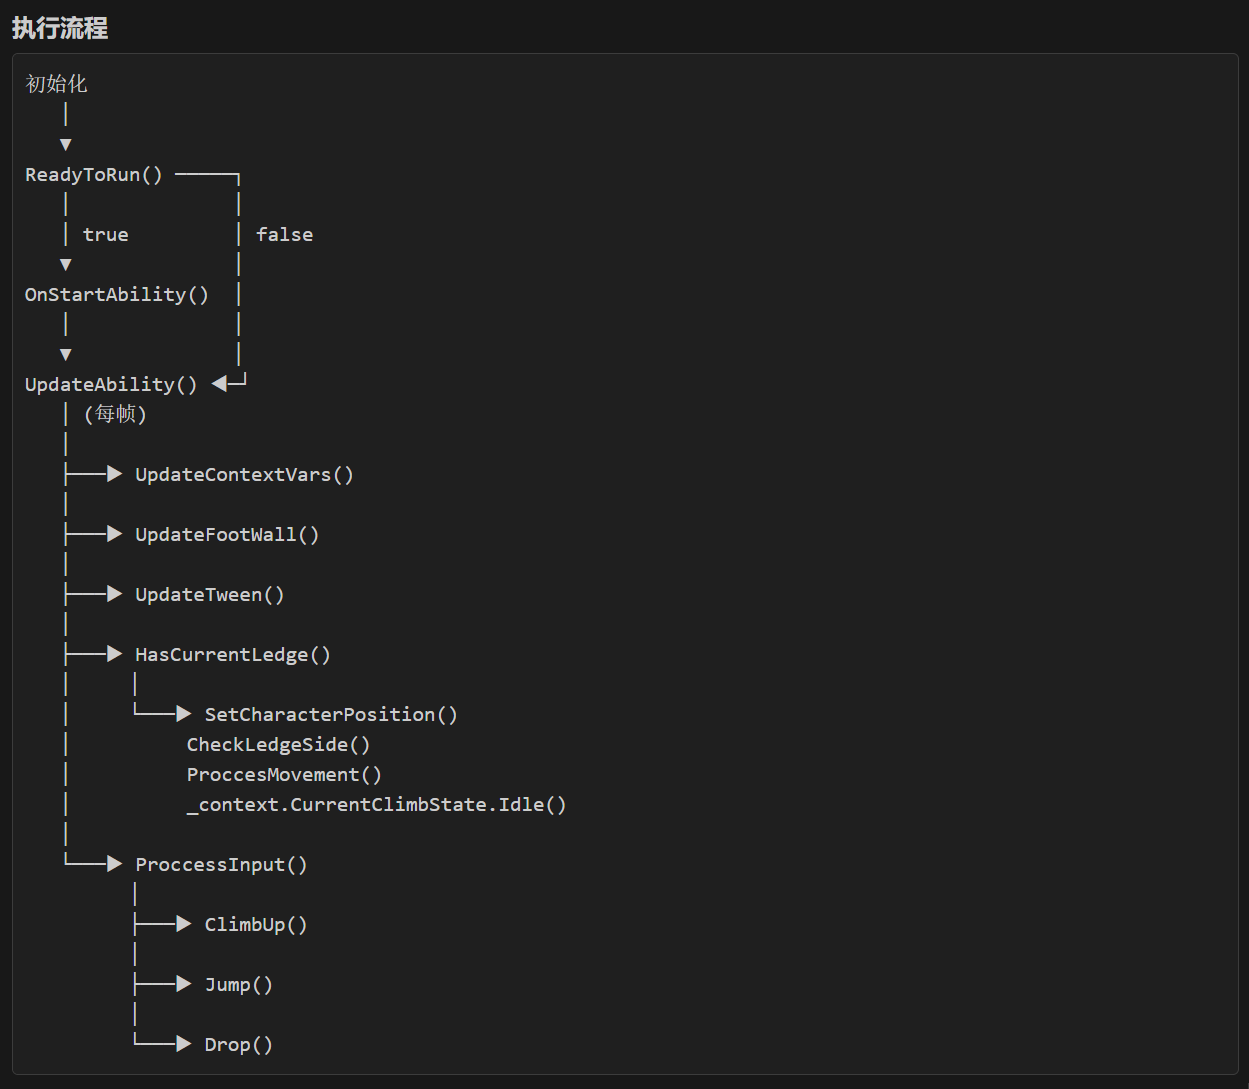 执行流程
初始化
ReadyToRun()
true false
OnStartAbility()
UpdateAbility()
(每帧)
UpdateContextVars()
UpdateFootWall()
UpdateTween()
HasCurrentLedge()
SetCharacterPosition()
CheckLedgeSide()
ProccesMovement()
_context.CurrentClimbState.Idle()
ProccessInput()
ClimbUp()
Jump()
Drop()